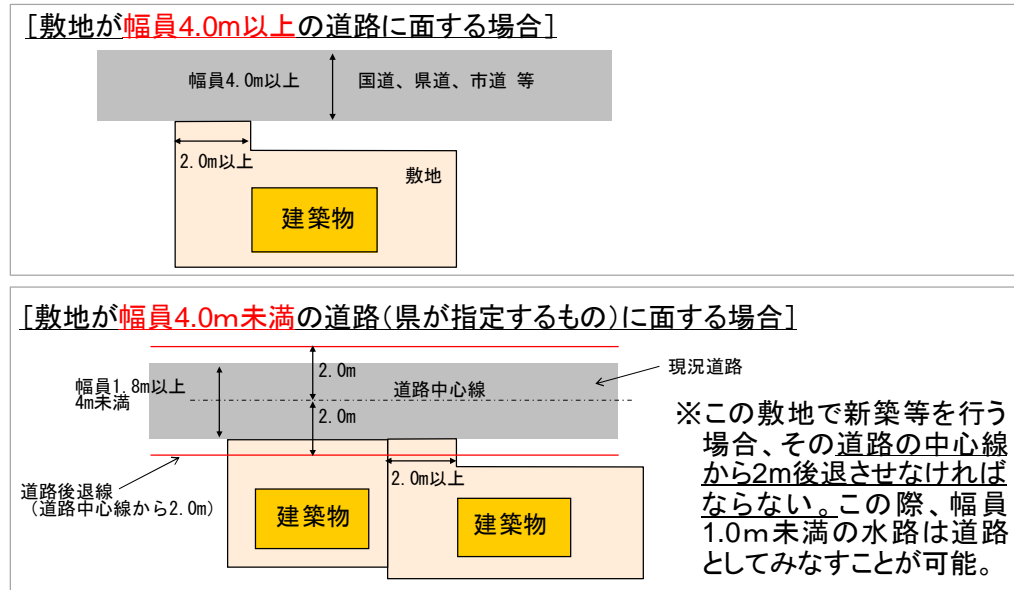 [敷地が幅員4.0m以上の道路に面する場合]
幅員4.0m以上
国道、県道、市道 等
2.0m以上
敷地
建築物
[敷地が幅員4.0m未満の道路(県が指定するもの)に面する場合]
2.0m
現況道路
幅員1.8m以上
4m未満
道路中心線
2.0m
2.0m以上
道路後退線
(道路中心線から2.0m)
建築物
建築物
※この敷地で新築等を行う
場合、その道路の中心線
から2m後退させなければ
ならない。この際、幅員
1.0m未満の水路は道路
としてみなすことが可能。